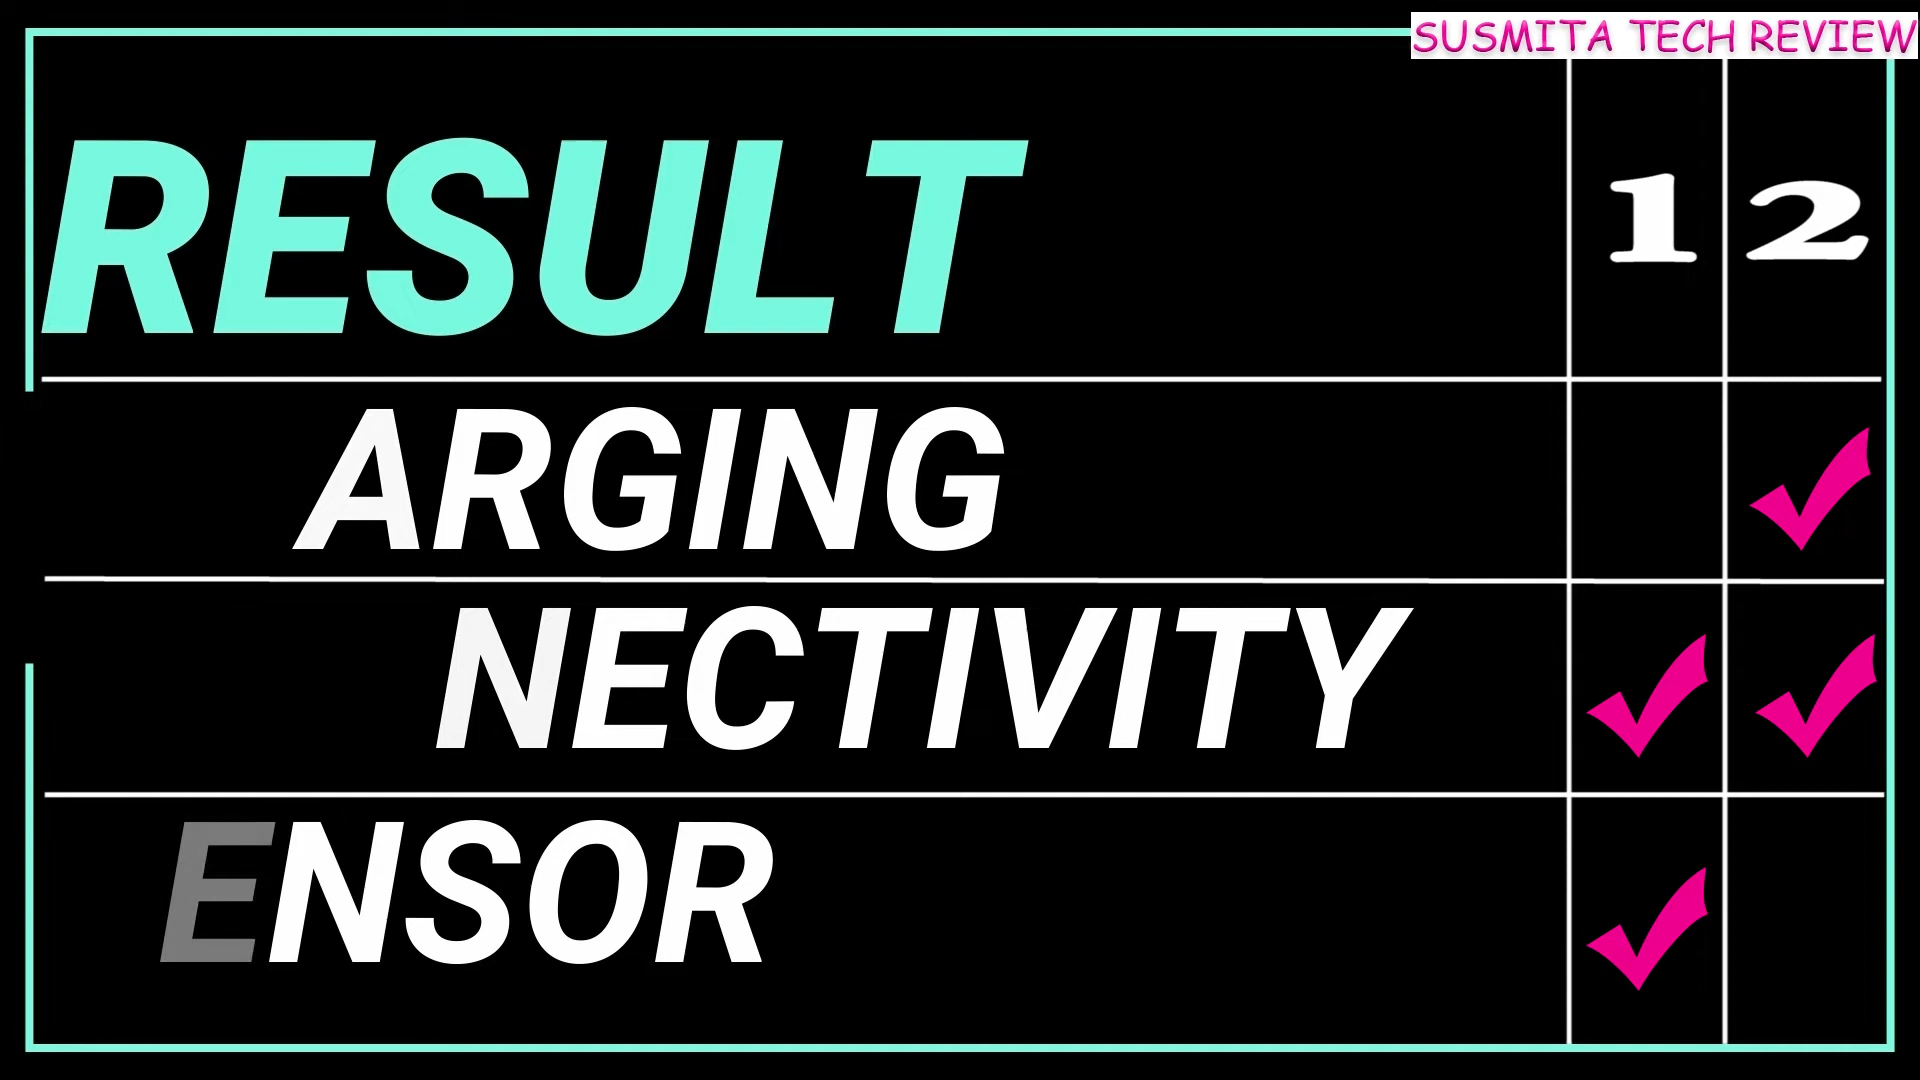 SUSMITA TECH REVIEW
RESULT 1 2
ARGING
NECTIVITY
ENSOR